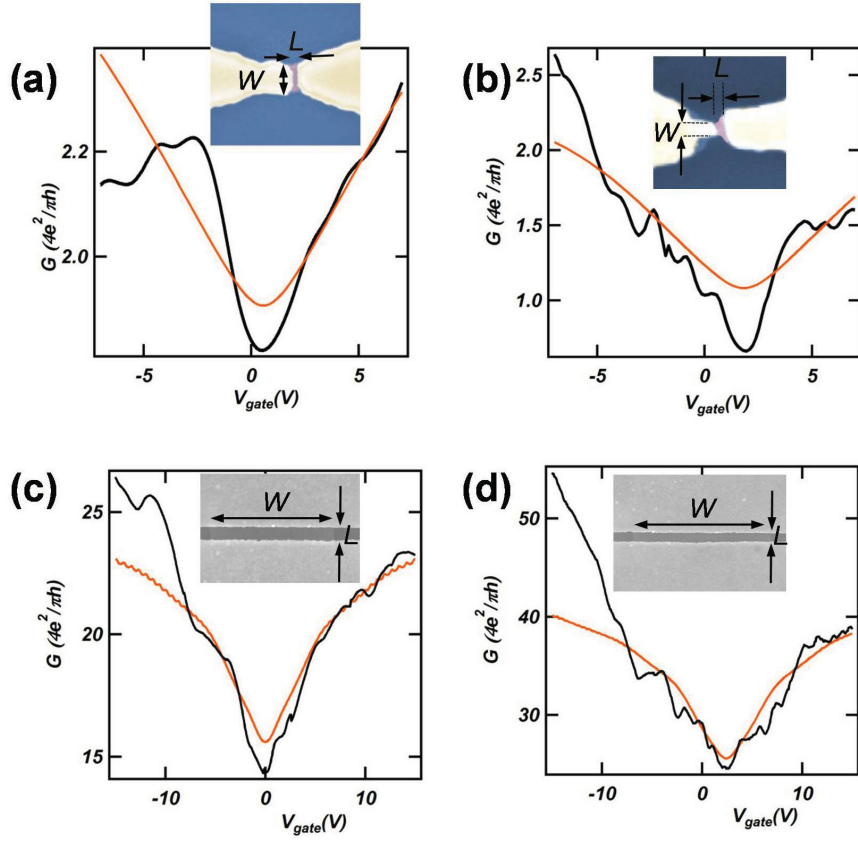 (a)
L
W
2.2
2.0
G (4e²/πh)
-5
0
5
V_gate(V)
(b)
L
W
2.5
2.0
1.5
1.0
G (4e²/πh)
-5
0
5
V_gate(V)
(c)
W
L
25
20
15
G (4e²/πh)
-10
0
10
V_gate(V)
(d)
W
L
50
40
30
G (4e²/πh)
-10
0
10
V_gate(V)